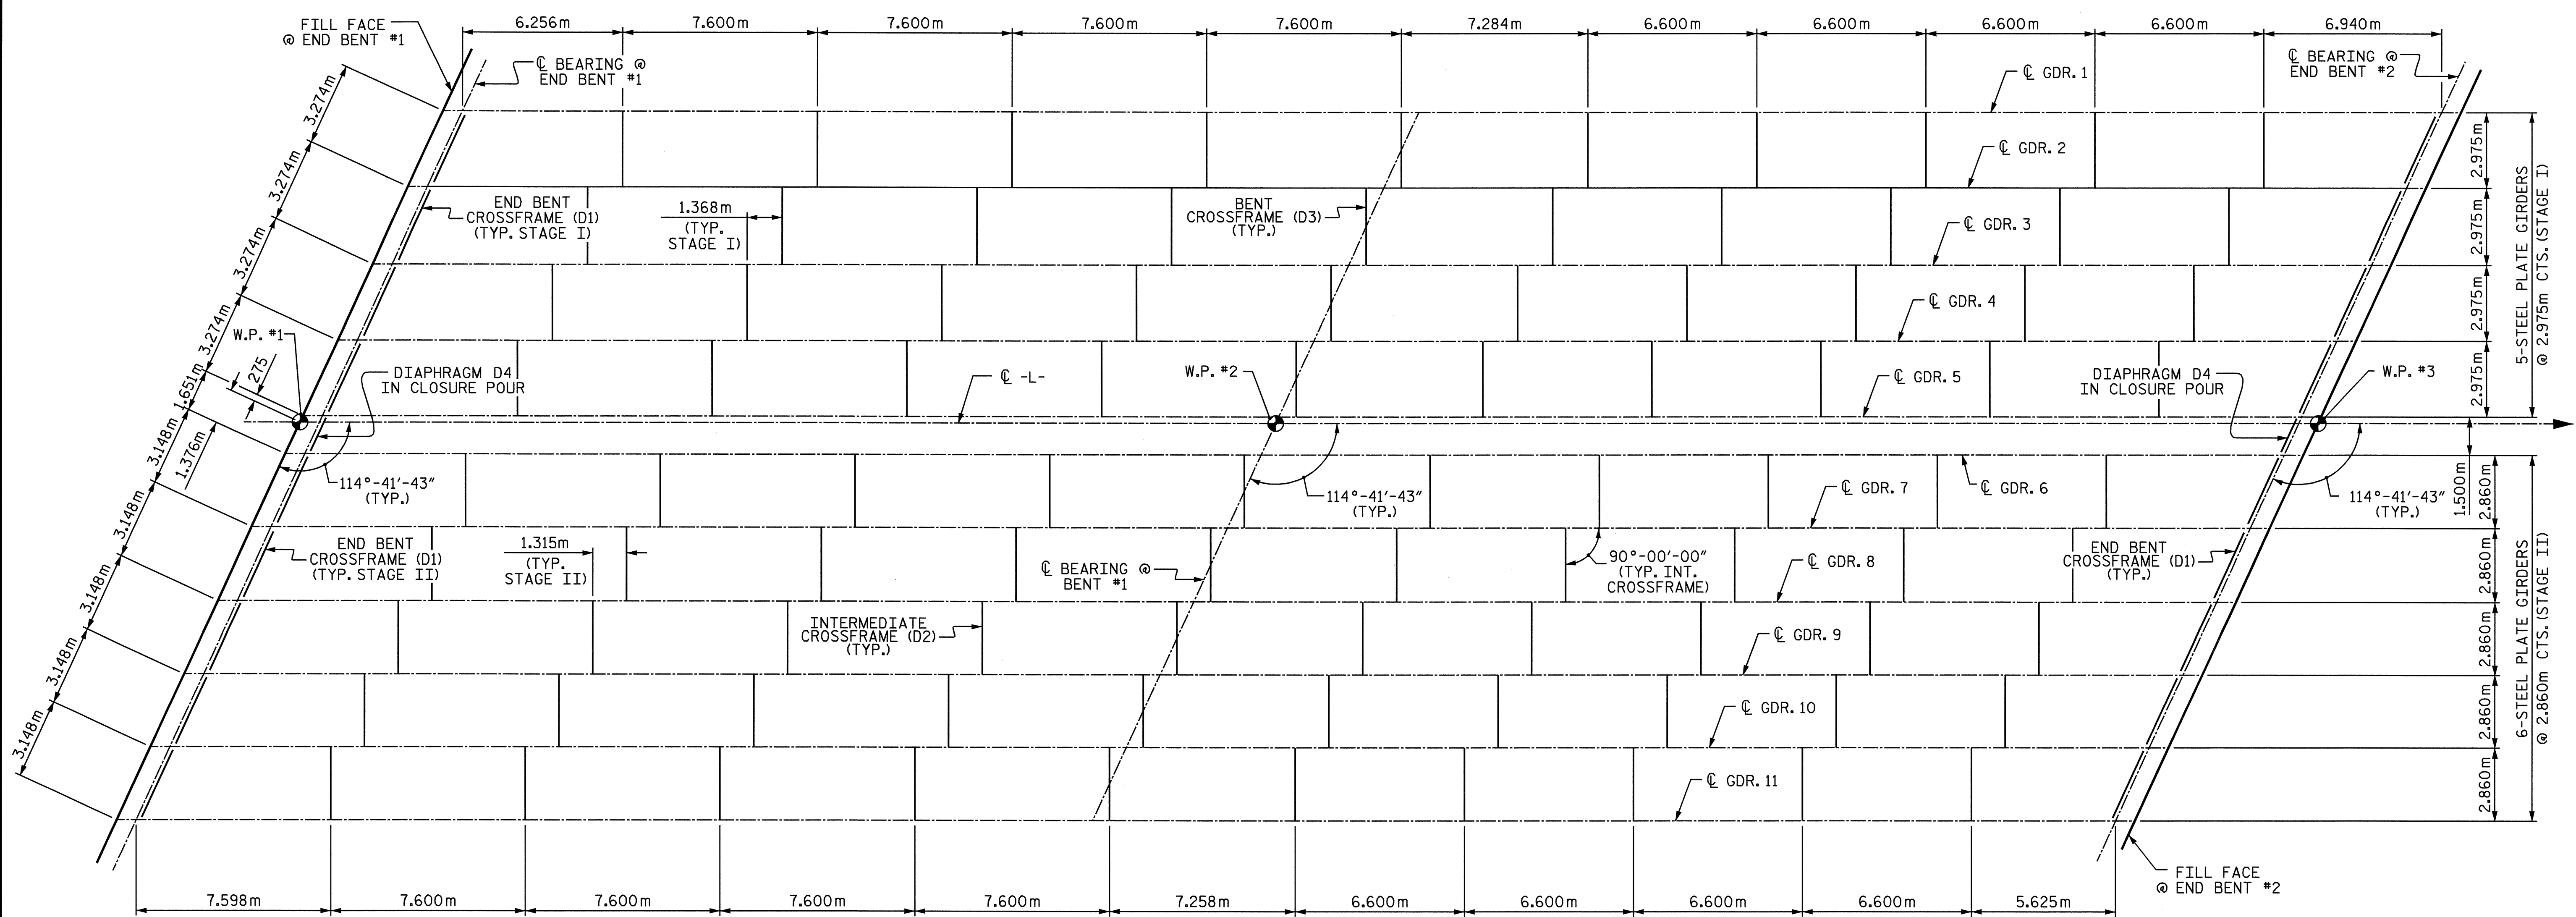 6.256m 7.600m 7.600m 7.600m 7.600m 7.284m 6.600m 6.600m 6.600m 6.600m 6.940m
FILL FACE
@ END BENT #1
℄ BEARING @
END BENT #1
℄ BEARING @
END BENT #2
℄ GDR. 1
℄ GDR. 2
℄ GDR. 3
℄ GDR. 4
℄ GDR. 5
3.274m
3.274m
3.274m
3.274m
1.651m
275
3.148m
1.376m
3.148m
3.148m
3.148m
3.148m
END BENT
CROSSFRAME (D1)
(TYP. STAGE I)
1.368m
(TYP.
STAGE I)
BENT
CROSSFRAME (D3)
(TYP.)
W.P. #1
DIAPHRAGM D4
IN CLOSURE POUR
℄ -L-
W.P. #2
DIAPHRAGM D4
IN CLOSURE POUR
W.P. #3
2.975m
2.975m
2.975m
2.975m
5-STEEL PLATE GIRDERS
@ 2.975m CTS. (STAGE I)
114°-41'-43"
(TYP.)
114°-41'-43"
(TYP.)
℄ GDR. 7
℄ GDR. 6
114°-41'-43"
(TYP.)
1.500m
END BENT
CROSSFRAME (D1)
(TYP. STAGE II)
1.315m
(TYP.
STAGE II)
℄ BEARING @
BENT #1
90°-00'-00"
(TYP. INT.
CROSSFRAME)
℄ GDR. 8
END BENT
CROSSFRAME (D1)
(TYP.)
INTERMEDIATE
CROSSFRAME (D2)
(TYP.)
℄ GDR. 9
℄ GDR. 10
℄ GDR. 11
2.860m
2.860m
2.860m
2.860m
2.860m
6-STEEL PLATE GIRDERS
@ 2.860m CTS. (STAGE II)
FILL FACE
@ END BENT #2
7.598m 7.600m 7.600m 7.600m 7.600m 7.258m 6.600m 6.600m 6.600m 6.600m 5.625m